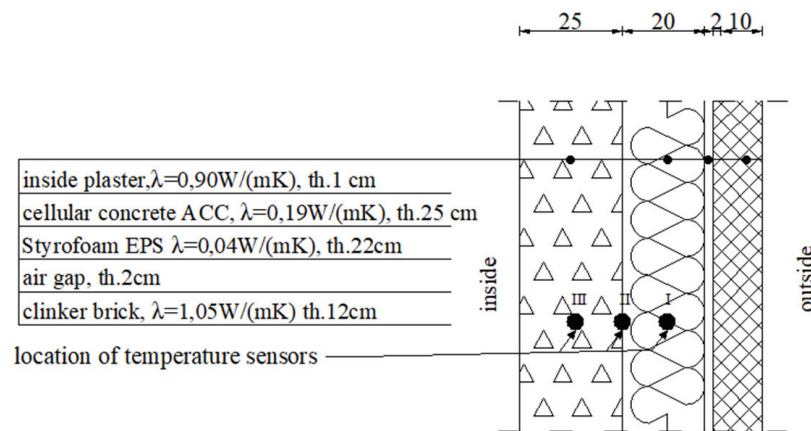 25 20 2 10
inside plaster,λ=0,90W/(mK), th.1 cm
cellular concrete ACC, λ=0,19W/(mK), th.25 cm
Styrofoam EPS λ=0,04W/(mK), th.22cm
air gap, th.2cm
clinker brick, λ=1,05W/(mK) th.12cm
inside
III II I
outside
location of temperature sensors